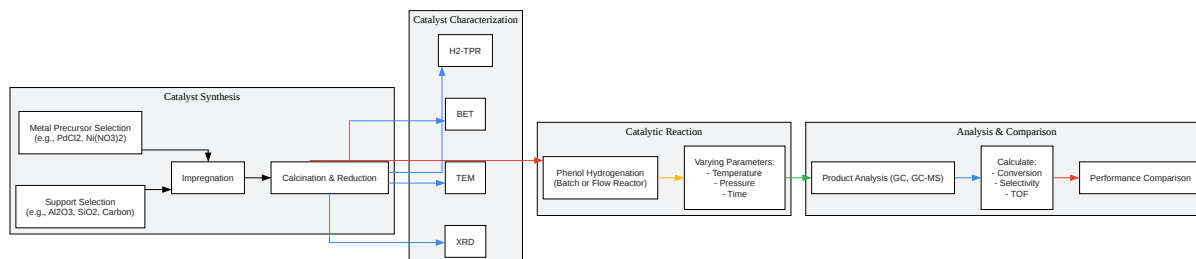 Catalyst Synthesis
Metal Precursor Selection
(e.g., PdCl2, Ni(NO3)2)
Support Selection
(e.g., Al2O3, SiO2, Carbon)
Impregnation
Calcination & Reduction
Catalyst Characterization
H2-TPR
BET
TEM
XRD
Catalytic Reaction
Phenol Hydrogenation
(Batch or Flow Reactor)
Varying Parameters:
- Temperature
- Pressure
- Time
Analysis & Comparison
Product Analysis (GC, GC-MS)
Calculate:
- Conversion
- Selectivity
- TOF
Performance Comparison